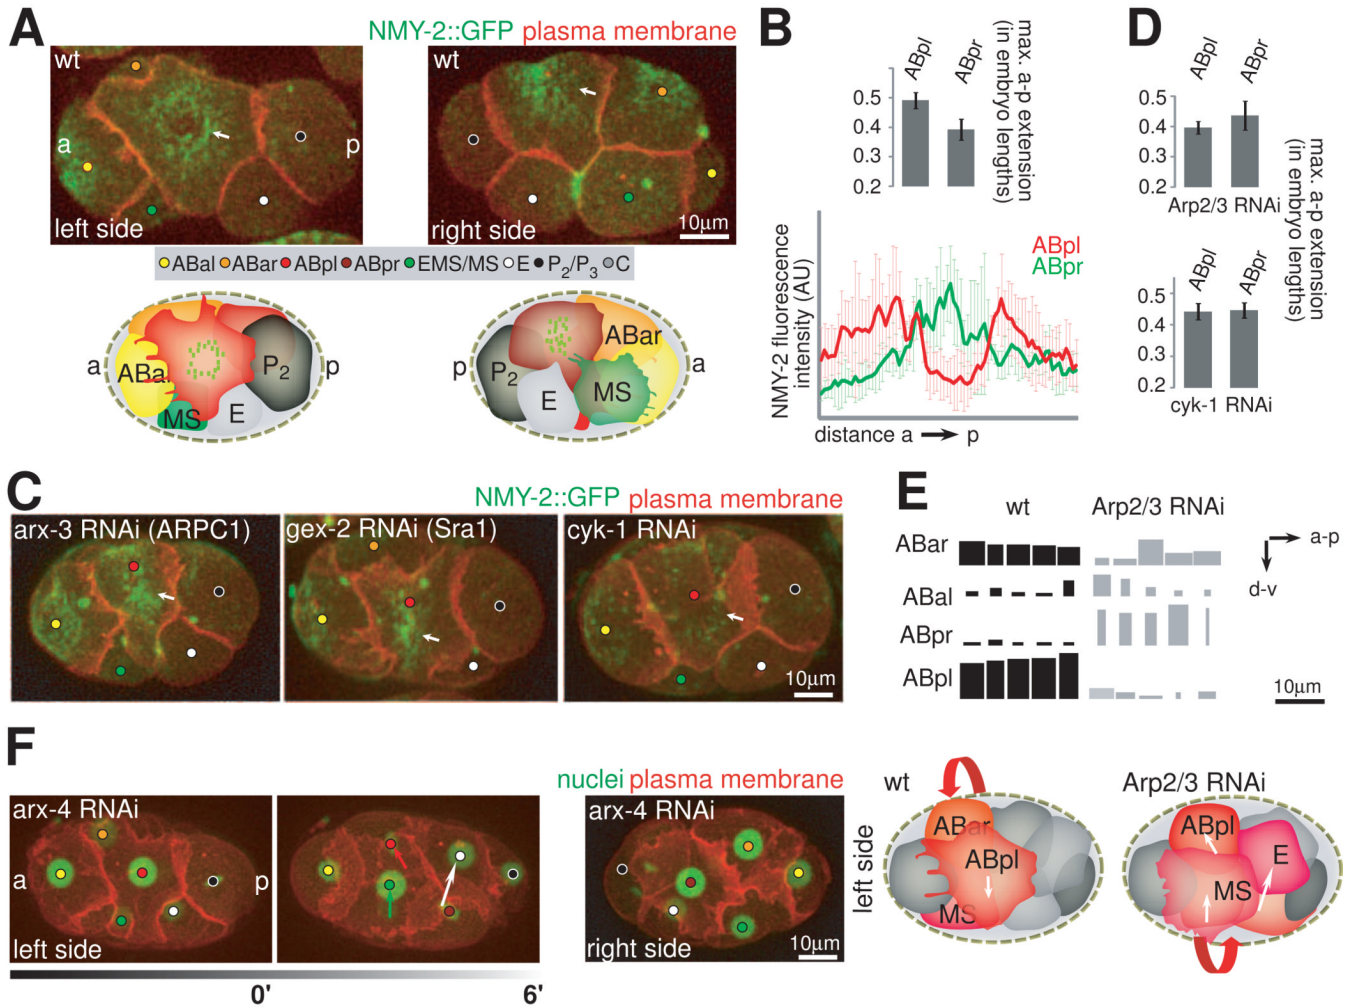 A
NMY-2::GFP plasma membrane
wt
a
p
left side
wt
right side
10µm
ABal ABar ABpl ABpr EMS/MS E P2/P3 C
a
ABa
MS
E
P2
p
p
P2
E
MS
ABar
a
B
ABpl
ABpr
max. a-p extension
(in embryo lengths)
0.5
0.4
0.3
0.2
NMY-2 fluorescence
intensity (AU)
ABpl
ABpr
distance a → p
D
ABpl
ABpr
0.5
0.4
0.3
0.2
Arp2/3 RNAi
ABpl
ABpr
0.5
0.4
0.3
0.2
cyk-1 RNAi
max. a-p extension
(in embryo lengths)
C
NMY-2::GFP plasma membrane
arx-3 RNAi (ARPC1)
gex-2 RNAi (Sra1)
cyk-1 RNAi
10µm
E
wt
Arp2/3 RNAi
ABar
ABal
ABpr
ABpl
a-p
d-v
10µm
F
nuclei plasma membrane
arx-4 RNAi
a
p
left side
0'
6'
arx-4 RNAi
right side
10µm
left side
wt
ABar
ABpl
MS
Arp2/3 RNAi
ABpl
E
MS